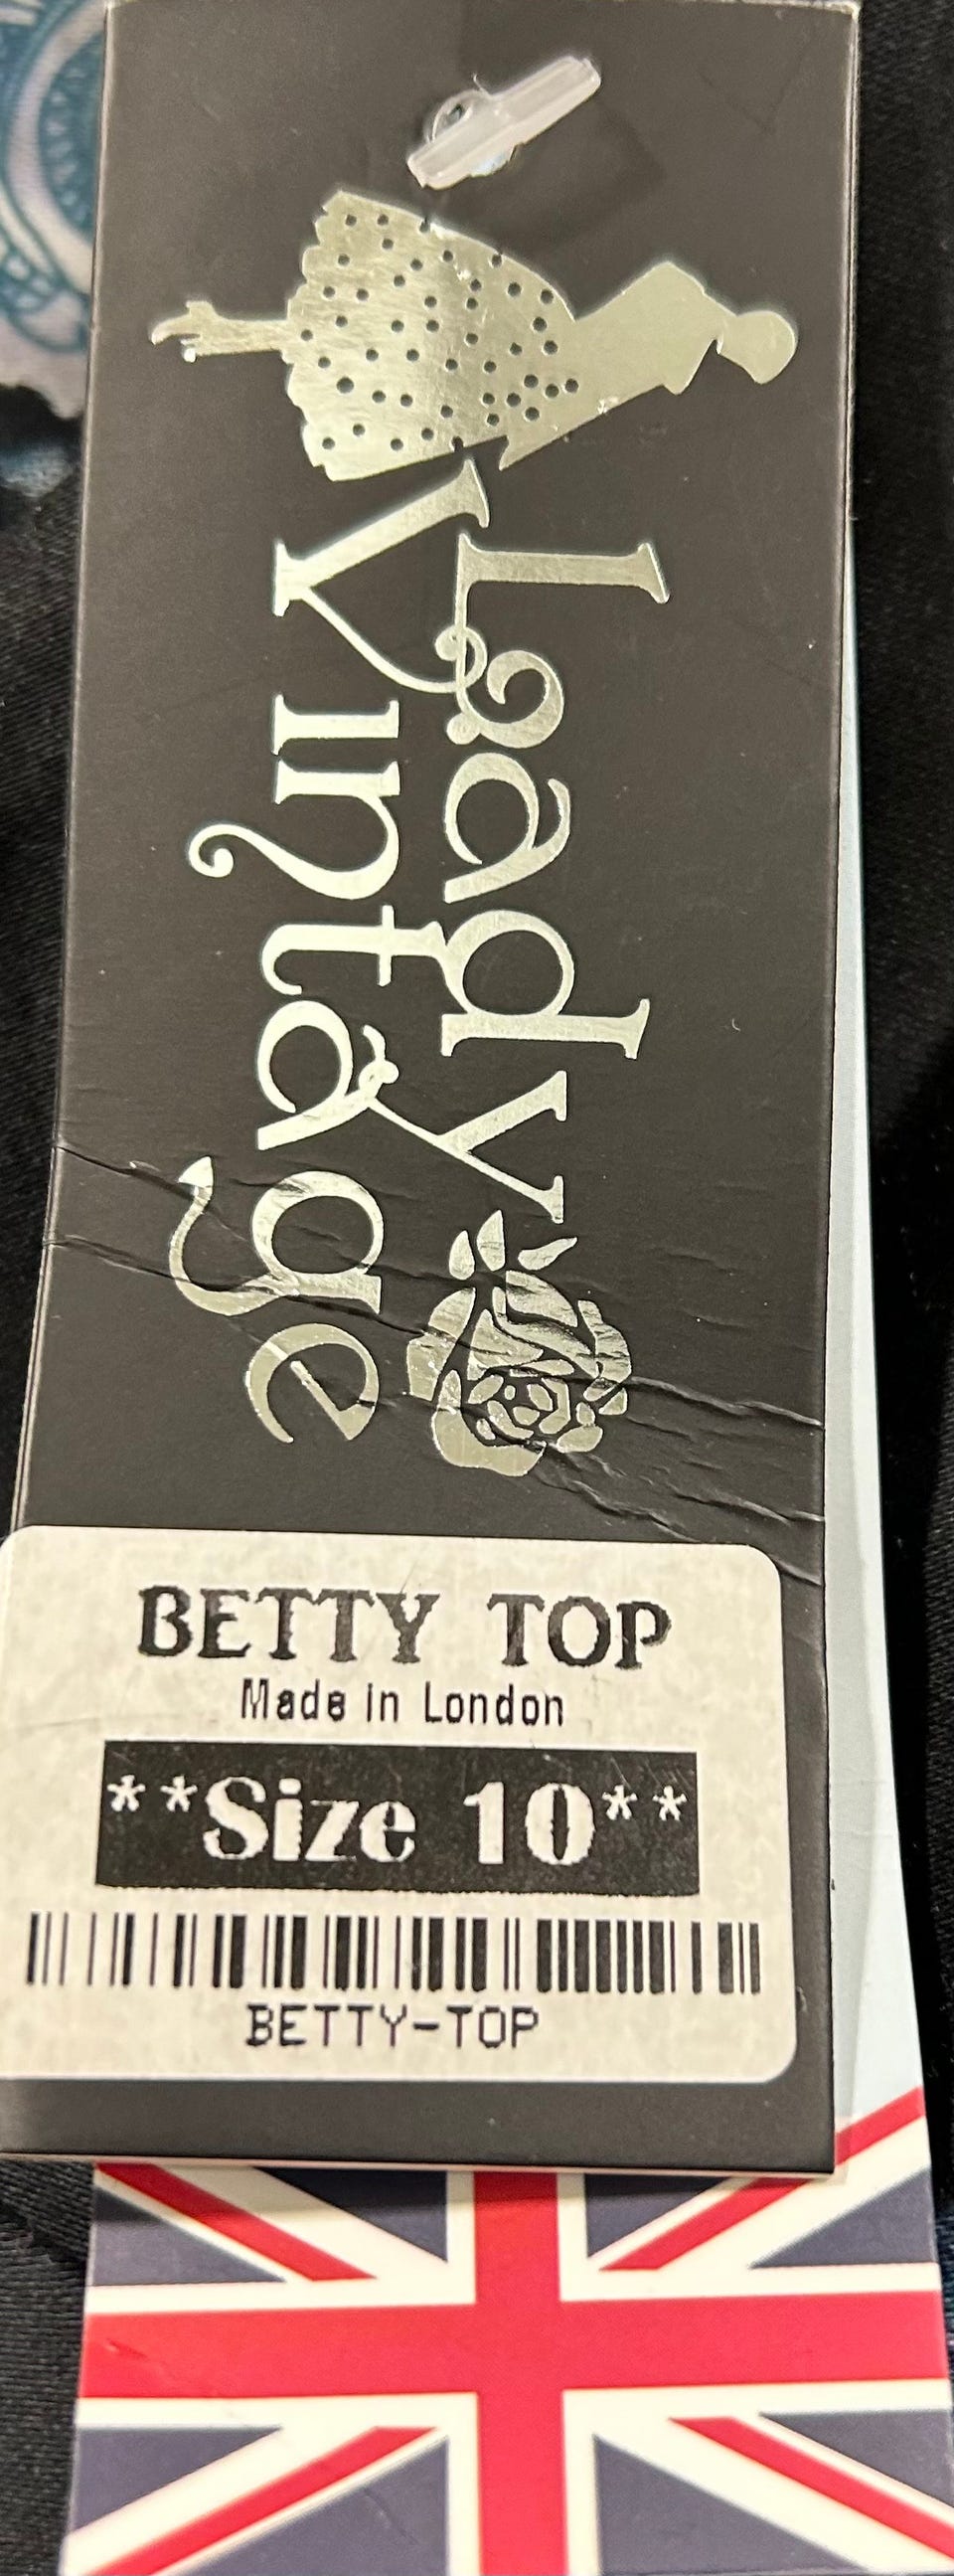 Lady
Vintage
BETTY TOP
Made in London
**Size 10**
BETTY-TOP